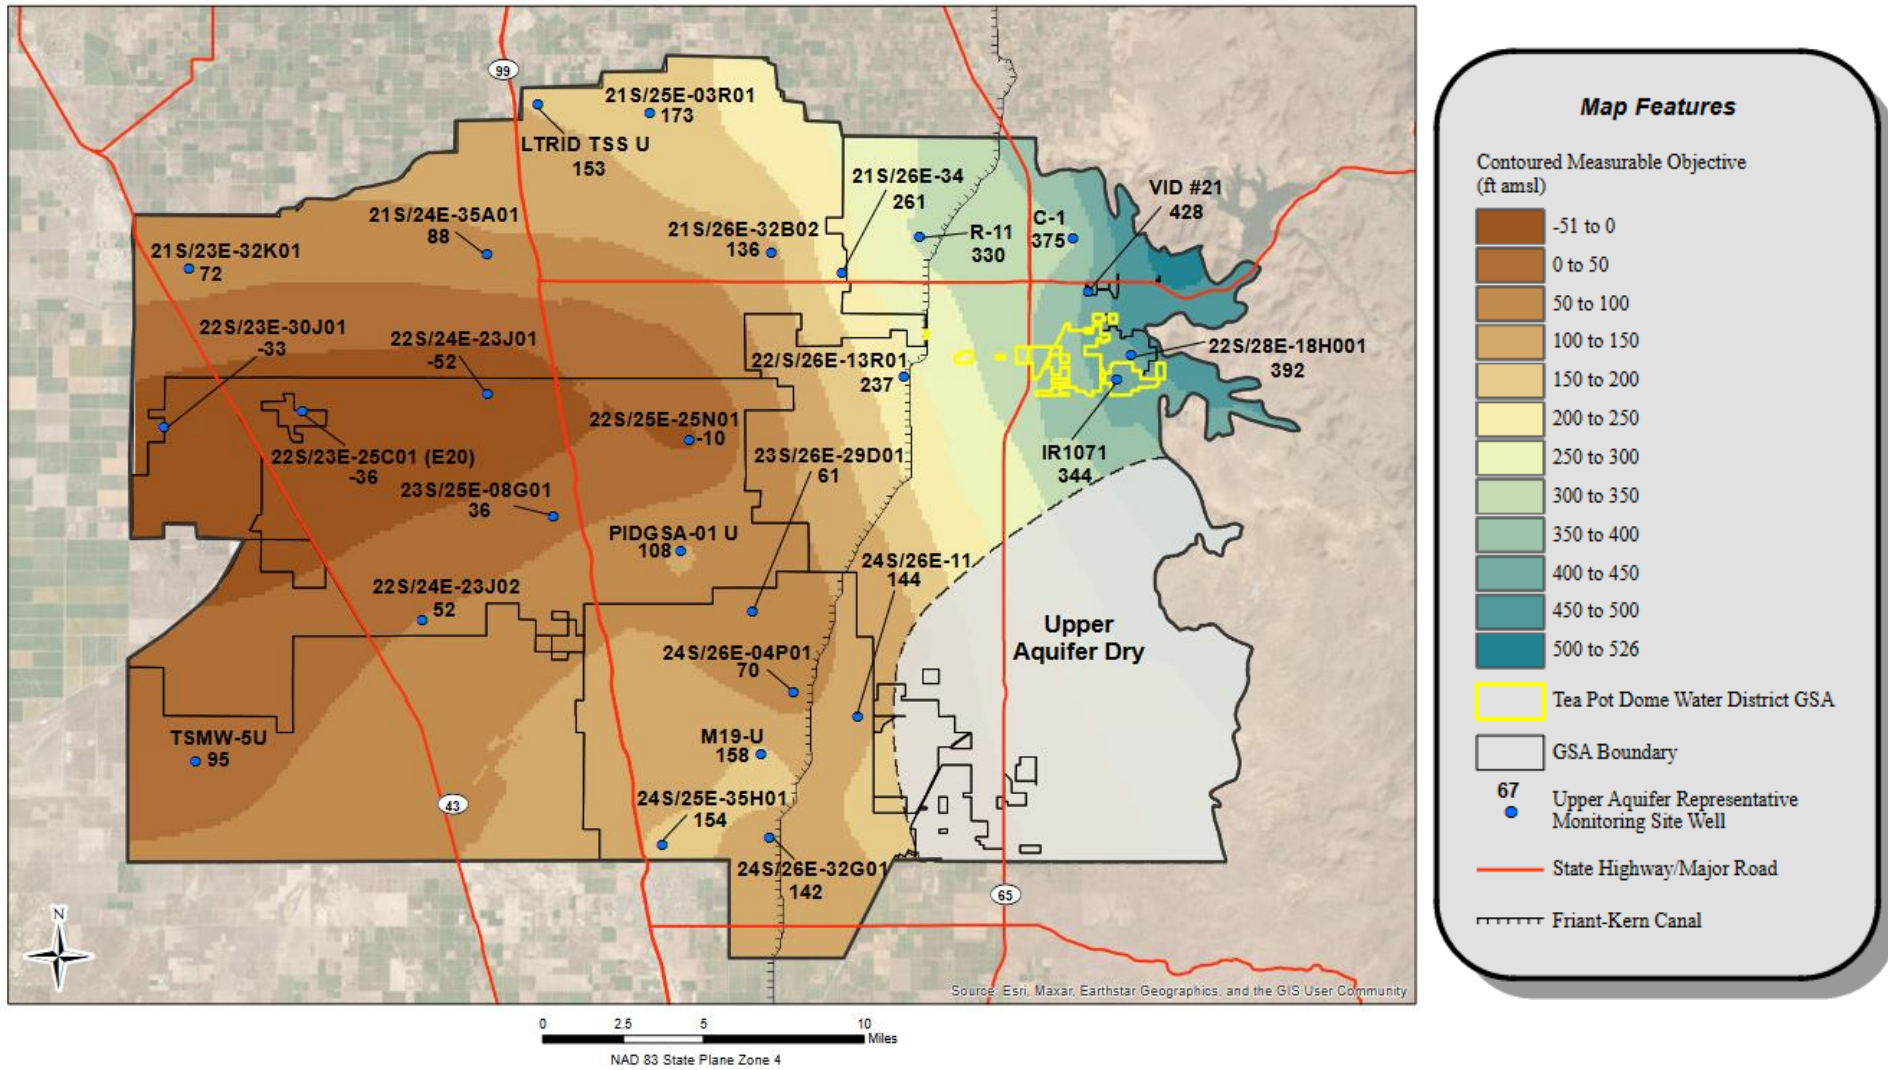 99
21S/25E-03R01
173
LTRID TSS U
153
21S/26E-34
261
VID #21
428
21S/24E-35A01
88
21S/26E-32B02
136
C-1
375
R-11
330
21S/23E-32K01
72
22S/23E-30J01
-33
22S/24E-23J01
-52
22/S/26E-13R01
237
22S/28E-18H001
392
22S/25E-25N01
-10
22S/23E-25C01 (E20)
-36
23S/26E-29D01
61
IR1071
344
23S/25E-08G01
36
PIDGSA-01 U
108
24S/26E-11
144
22S/24E-23J02
52
Upper
Aquifer Dry
24S/26E-04P01
70
TSMW-5U
95
M19-U
158
43
24S/25E-35H01
154
24S/26E-32G01
142
65
N
Source: Esri, Maxar, Earthstar Geographics, and the GIS User Community
0 2.5 5 10
Miles
NAD 83 State Plane Zone 4
Map Features
Contoured Measurable Objective
(ft amsl)
-51 to 0
0 to 50
50 to 100
100 to 150
150 to 200
200 to 250
250 to 300
300 to 350
350 to 400
400 to 450
450 to 500
500 to 526
Tea Pot Dome Water District GSA
GSA Boundary
67
Upper Aquifer Representative
Monitoring Site Well
State Highway/Major Road
Friant-Kern Canal